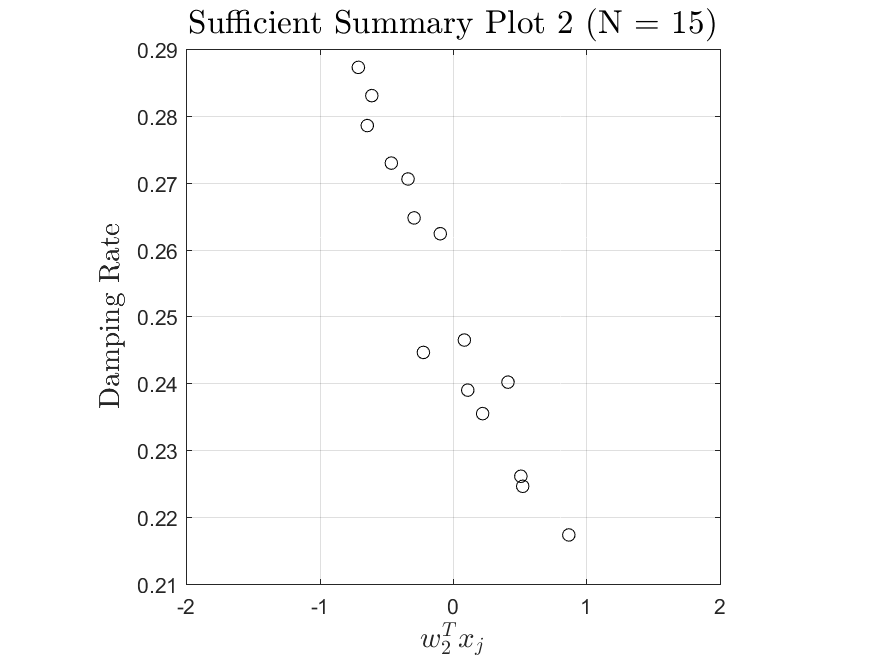 Sufficient Summary Plot 2 (N = 15)
0.29
0.28
0.27
0.26
0.25
0.24
0.23
0.22
0.21
Damping Rate
-2 -1 0 1 2
w_2^T x_j